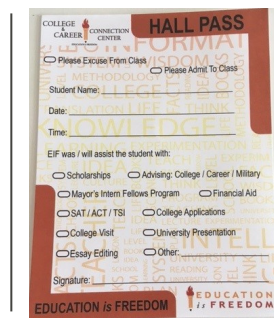 COLLEGE & CAREER CONNECTION CENTER
HALL PASS
Please Excuse From Class
Please Admit To Class
Student Name:
Date:
Time:
EIF was / will assist the student with:
Scholarships
Advising: College / Career / Military
Mayor's Intern Fellows Program
Financial Aid
SAT / ACT / TSI
College Applications
College Visit
University Presentation
Essay Editing
Other:
Signature:
EDUCATION is FREEDOM
EDUCATION
is FREEDOM